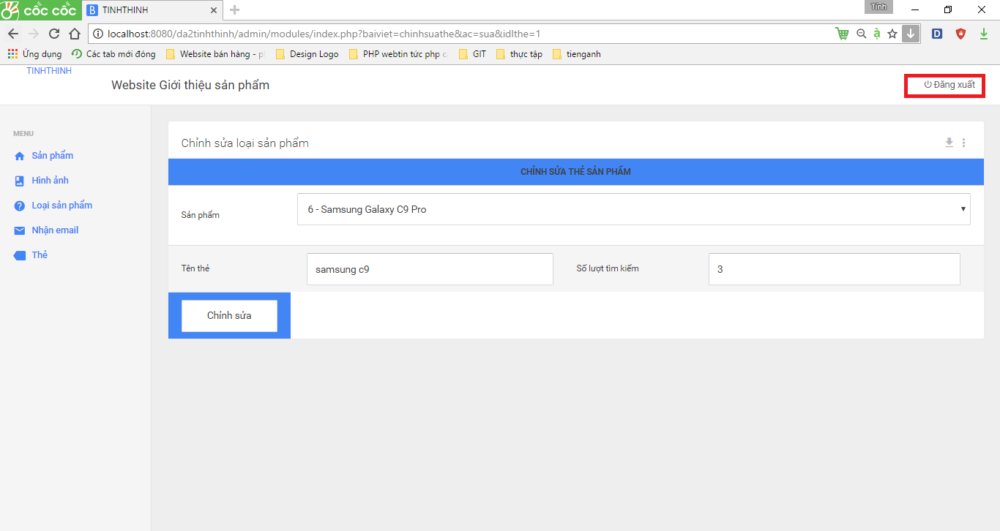 cốc cốc
B TINHTHINH
Tính
localhost:8080/da2tinhthinh/admin/modules/index.php?baiviet=chinhsuathe&ac=sua&idlthe=1
à
D
Ứng dụng Các tab mới đóng Website bán hàng - p Design Logo PHP webtin tức php c GIT thực tập tienganh
TINHTHINH
Website Giới thiệu sản phẩm
Đăng xuất
MENU
Sản phẩm
Hình ảnh
Loại sản phẩm
Nhận email
Thẻ
Chỉnh sửa loại sản phẩm
CHỈNH SỬA THẺ SẢN PHẨM
Sản phẩm 6 - Samsung Galaxy C9 Pro
Tên thẻ samsung c9 Số lượt tìm kiếm 3
Chỉnh sửa